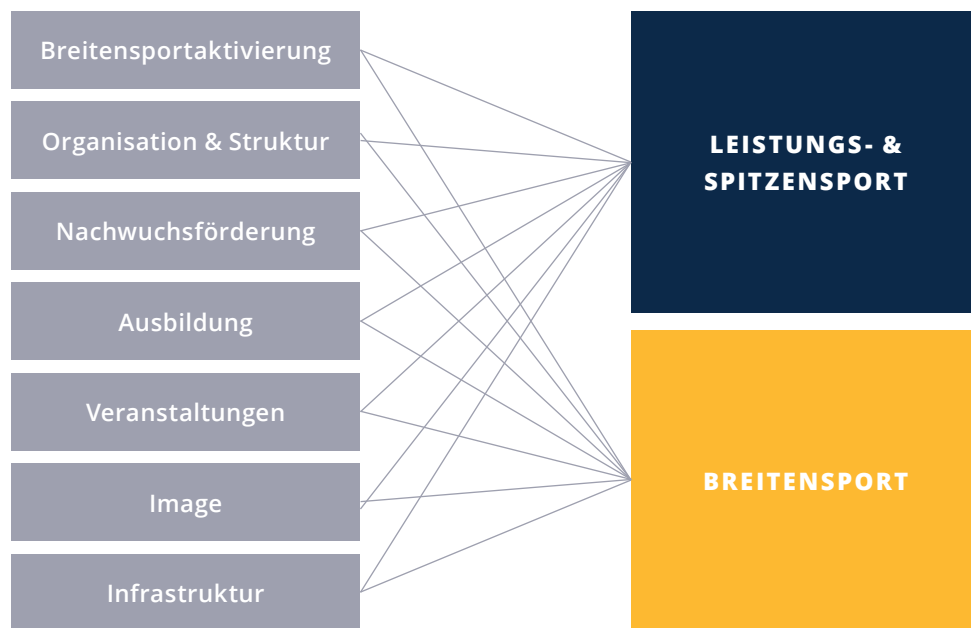 Breitensportaktivierung
Organisation & Struktur
Nachwuchsförderung
Ausbildung
Veranstaltungen
Image
Infrastruktur
LEISTUNGS- &
SPITZENSPORT
BREITENSPORT